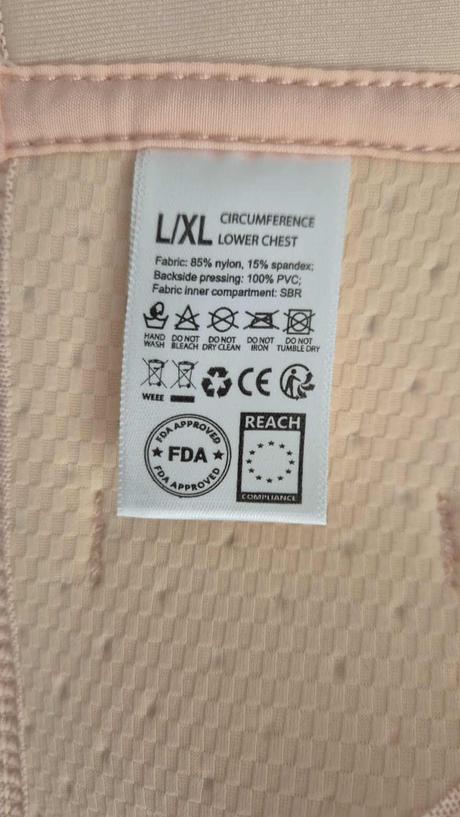 L/XL CIRCUMFERENCE
LOWER CHEST
Fabric: 85% nylon, 15% spandex;
Backside pressing: 100% PVC;
Fabric inner compartment: SBR
HAND WASH DO NOT BLEACH DO NOT DRY CLEAN DO NOT IRON DO NOT TUMBLE DRY
WEEE
CE
FDA APPROVED
FDA
FDA APPROVED
REACH
COMPLIANCE